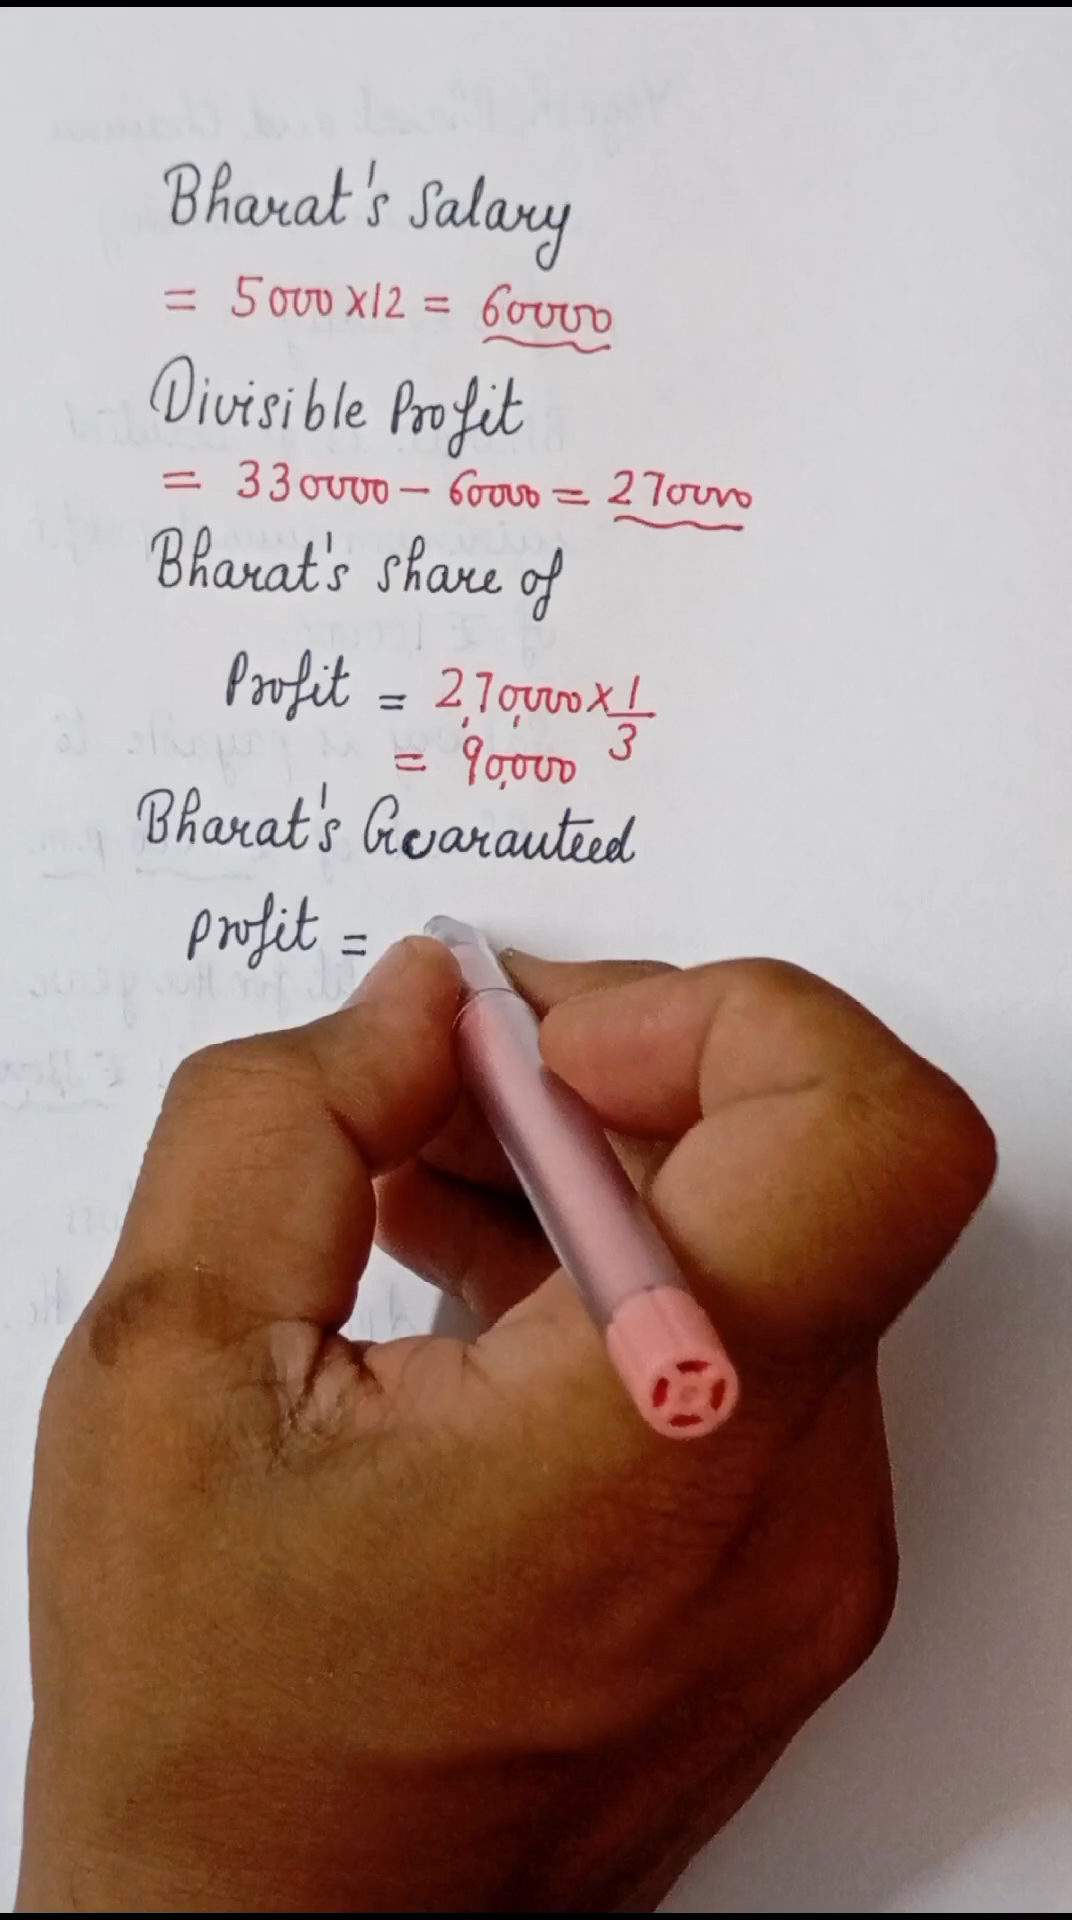 Bharat's Salary
= 5000 x 12 = 60000
Divisible Profit
= 330000 - 60000 = 270000
Bharat's share of
Profit = 2,70,000 x 1/3
= 90,000
Bharat's Guaranteed
profit =